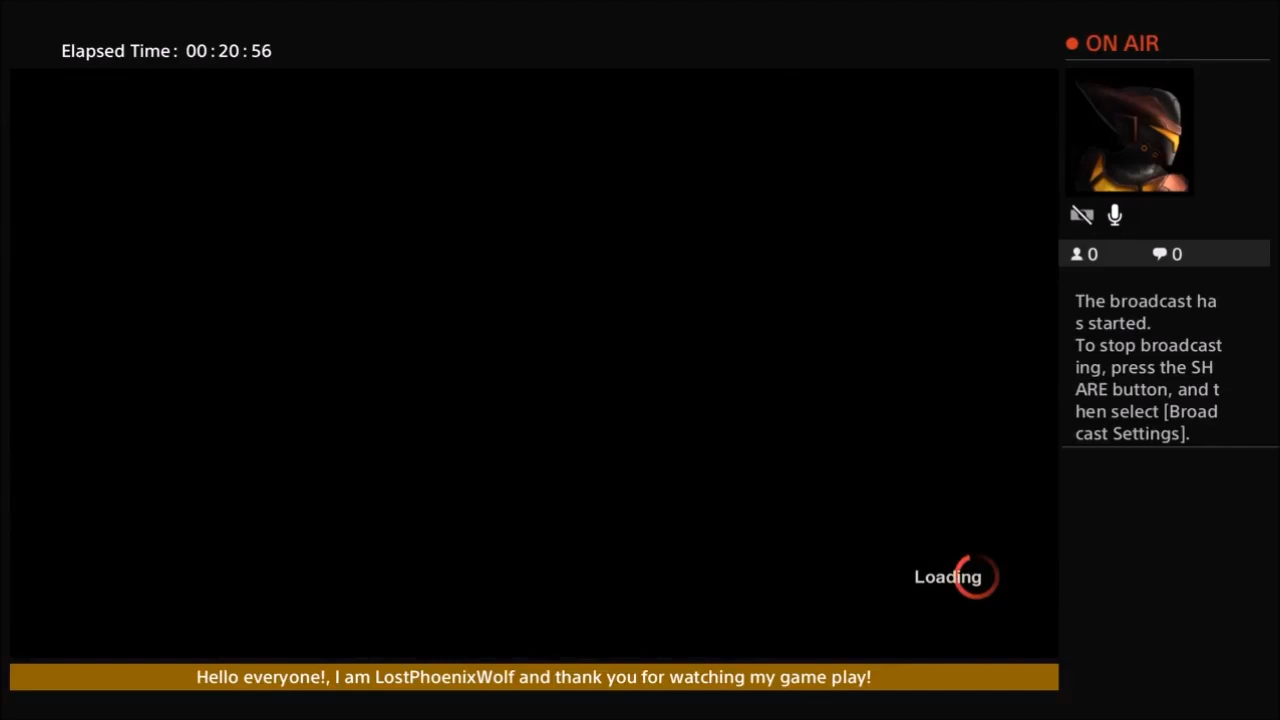 Elapsed Time: 00:20:56
ON AIR
0 0
The broadcast ha
s started.
To stop broadcast
ing, press the SH
ARE button, and t
hen select [Broad
cast Settings].
Loading
Hello everyone!, I am LostPhoenixWolf and thank you for watching my game play!